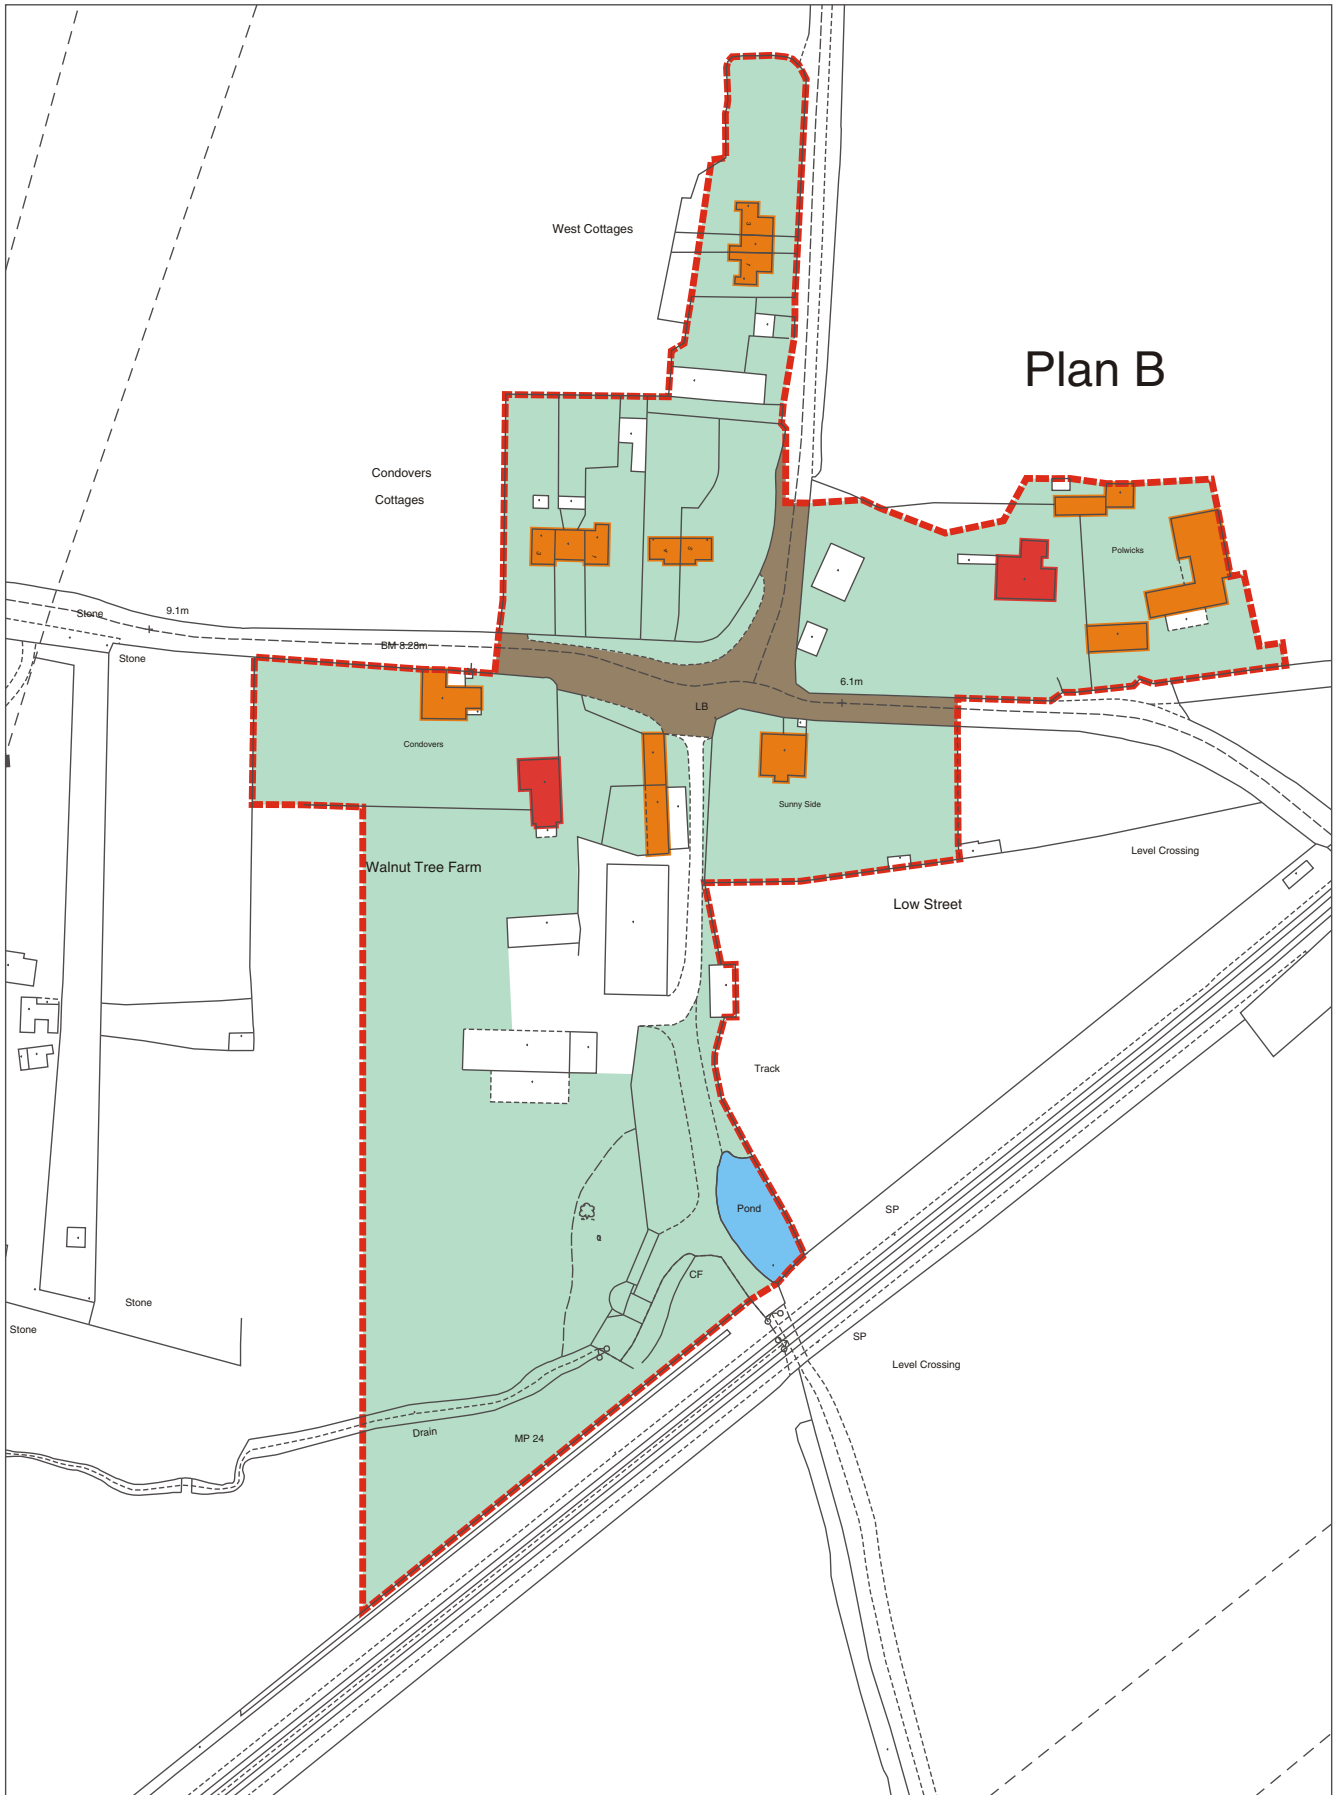 West Cottages
Plan B
Condovers
Cottages
Polwicks
Stone
9.1m
BM 8.28m
Stone
6.1m
LB
Condovers
Sunny Side
Level Crossing
Walnut Tree Farm
Low Street
Track
Pond
SP
CF
Stone
Stone
SP
Level Crossing
Drain
MP 24